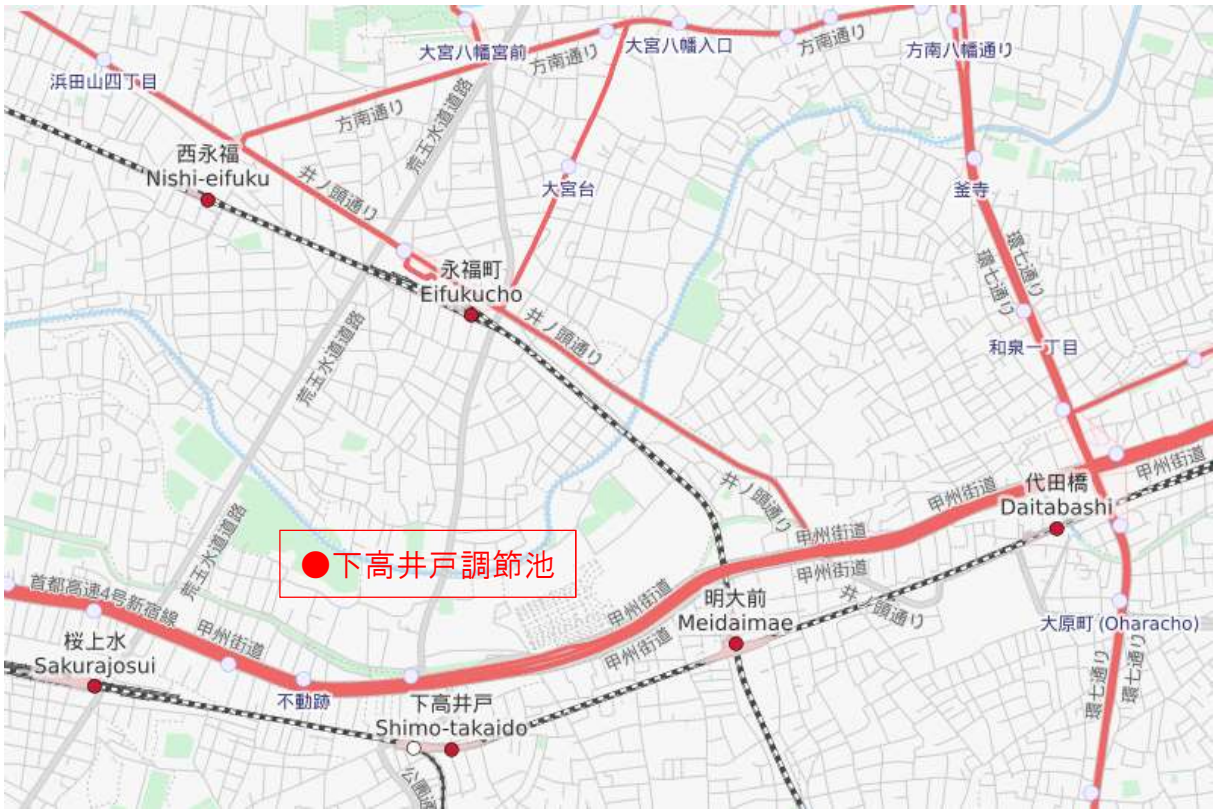 大宮八幡宮前
大宮八幡入口
方南通り
方南八幡通り
浜田山四丁目
方南通り
方南通り
荒玉水道道路
西永福
Nishi-eifuku
井ノ頭通り
大宮台
釜寺
環七通り
環七通り
永福町
Eifukucho
井ノ頭通り
荒玉水道道路
和泉一丁目
井ノ頭通り
甲州街道
甲州街道
代田橋
Daitabashi
甲州街道
甲州街道
荒玉水道道路
●下高井戸調節池
首都高速4号新宿線
甲州街道
甲州街道
甲州街道
明大前
Meidaimae
井ノ頭通り
大原町 (Oharacho)
桜上水
Sakurajosui
不動跡
下高井戸
Shimo-takaido
環七通り
環七通り
公園通